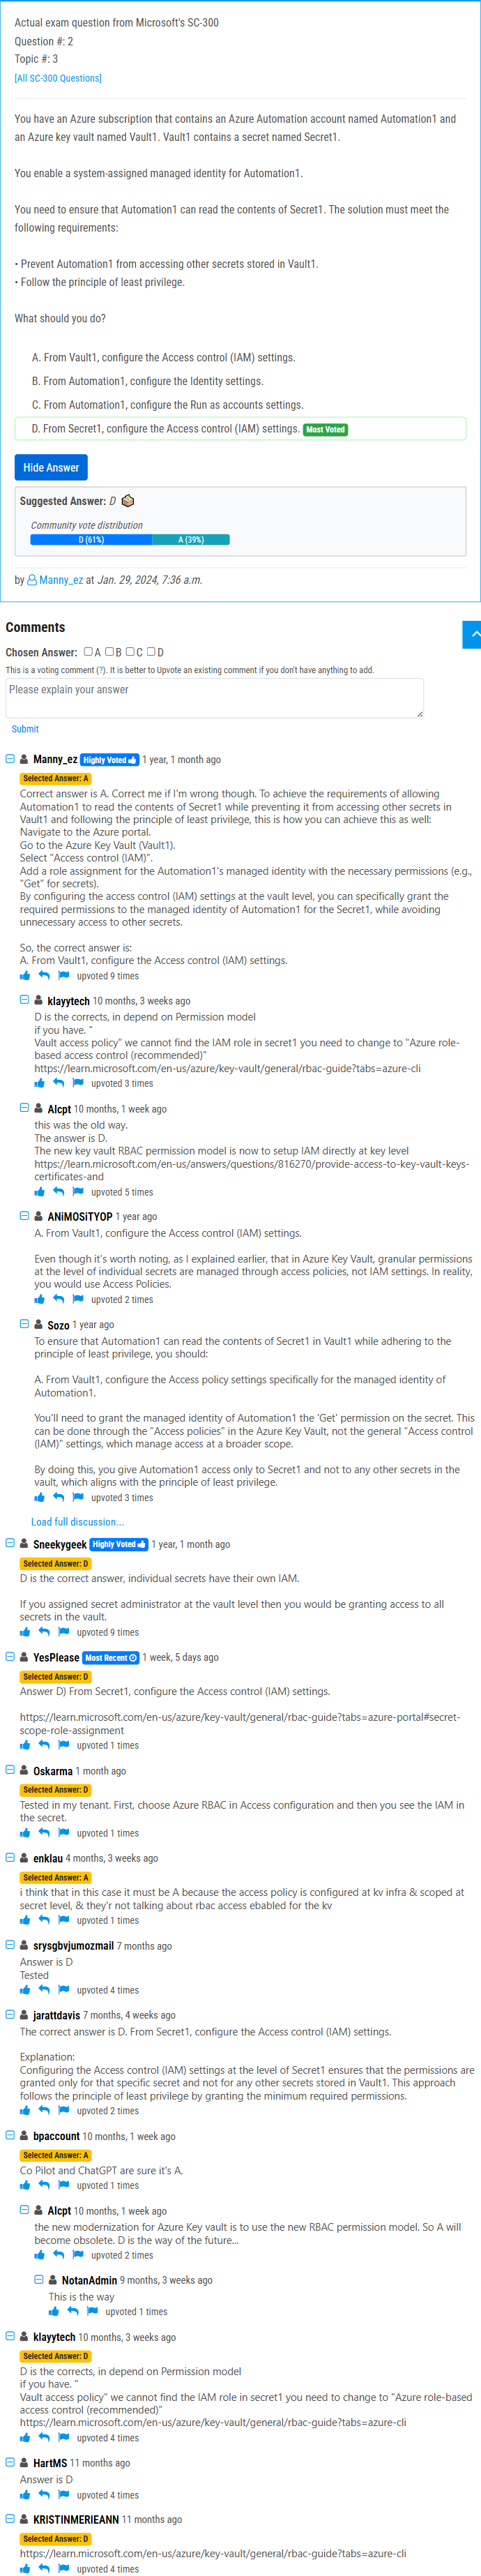 Actual exam question from Microsoft's SC-300
Question #: 2
Topic #: 3
[All SC-300 Questions]
You have an Azure subscription that contains an Azure Automation account named Automation1 and
an Azure key vault named Vault1. Vault1 contains a secret named Secret1.
You enable a system-assigned managed identity for Automation1.
You need to ensure that Automation1 can read the contents of Secret1. The solution must meet the
following requirements:
• Prevent Automation1 from accessing other secrets stored in Vault1.
• Follow the principle of least privilege.
What should you do?
A. From Vault1, configure the Access control (IAM) settings.
B. From Automation1, configure the Identity settings.
C. From Automation1, configure the Run as accounts settings.
D. From Secret1, configure the Access control (IAM) settings. Most Voted
Hide Answer
Suggested Answer: D
Community vote distribution
D (61%) A (39%)
by Manny_ez at Jan. 29, 2024, 7:36 a.m.
Comments
Chosen Answer: A B C D
This is a voting comment (?). It is better to Upvote an existing comment if you don't have anything to add.
Please explain your answer
Submit
Manny_ez Highly Voted 1 year, 1 month ago
Selected Answer: A
Correct answer is A. Correct me if I'm wrong though. To achieve the requirements of allowing
Automation1 to read the contents of Secret1 while preventing it from accessing other secrets in
Vault1 and following the principle of least privilege, this is how you can achieve this as well:
Navigate to the Azure portal.
Go to the Azure Key Vault (Vault1).
Select "Access control (IAM)".
Add a role assignment for the Automation1's managed identity with the necessary permissions (e.g.,
"Get" for secrets).
By configuring the access control (IAM) settings at the vault level, you can specifically grant the
required permissions to the managed identity of Automation1 for the Secret1, while avoiding
unnecessary access to other secrets.
So, the correct answer is:
A. From Vault1, configure the Access control (IAM) settings.
upvoted 9 times
klayytech 10 months, 3 weeks ago
D is the corrects, in depend on Permission model
if you have. "
Vault access policy" we cannot find the IAM role in secret1 you need to change to "Azure role-
based access control (recommended)"
https://learn.microsoft.com/en-us/azure/key-vault/general/rbac-guide?tabs=azure-cli
upvoted 3 times
Alcpt 10 months, 1 week ago
this was the old way.
The answer is D.
The new key vault RBAC permission model is now to setup IAM directly at key level
https://learn.microsoft.com/en-us/answers/questions/816270/provide-access-to-key-vault-keys-
certificates-and
upvoted 5 times
ANiMOSiTYOP 1 year ago
A. From Vault1, configure the Access control (IAM) settings.
Even though it's worth noting, as I explained earlier, that in Azure Key Vault, granular permissions
at the level of individual secrets are managed through access policies, not IAM settings. In reality,
you would use Access Policies.
upvoted 2 times
Sozo 1 year ago
To ensure that Automation1 can read the contents of Secret1 in Vault1 while adhering to the
principle of least privilege, you should:
A. From Vault1, configure the Access policy settings specifically for the managed identity of
Automation1.
You'll need to grant the managed identity of Automation1 the 'Get' permission on the secret. This
can be done through the "Access policies" in the Azure Key Vault, not the general "Access control
(IAM)" settings, which manage access at a broader scope.
By doing this, you give Automation1 access only to Secret1 and not to any other secrets in the
vault, which aligns with the principle of least privilege.
upvoted 3 times
Load full discussion...
Sneekygeek Highly Voted 1 year, 1 month ago
Selected Answer: D
D is the correct answer, individual secrets have their own IAM.
If you assigned secret administrator at the vault level then you would be granting access to all
secrets in the vault.
upvoted 9 times
YesPlease Most Recent 1 week, 5 days ago
Selected Answer: D
Answer D) From Secret1, configure the Access control (IAM) settings.
https://learn.microsoft.com/en-us/azure/key-vault/general/rbac-guide?tabs=azure-portal#secret-
scope-role-assignment
upvoted 1 times
Oskarma 1 month ago
Selected Answer: D
Tested in my tenant. First, choose Azure RBAC in Access configuration and then you see the IAM in
the secret.
upvoted 1 times
enklau 4 months, 3 weeks ago
Selected Answer: A
i think that in this case it must be A because the access policy is configured at kv infra & scoped at
secret level, & they'r not talking about rbac access ebabled for the kv
upvoted 1 times
srysgbvjumozmail 7 months ago
Answer is D
Tested
upvoted 4 times
jarattdavis 7 months, 4 weeks ago
The correct answer is D. From Secret1, configure the Access control (IAM) settings.
Explanation:
Configuring the Access control (IAM) settings at the level of Secret1 ensures that the permissions are
granted only for that specific secret and not for any other secrets stored in Vault1. This approach
follows the principle of least privilege by granting the minimum required permissions.
upvoted 2 times
bpaccount 10 months, 1 week ago
Selected Answer: A
Co Pilot and ChatGPT are sure it's A.
upvoted 1 times
Alcpt 10 months, 1 week ago
the new modernization for Azure Key vault is to use the new RBAC permission model. So A will
become obsolete. D is the way of the future...
upvoted 2 times
NotanAdmin 9 months, 3 weeks ago
This is the way
upvoted 1 times
klayytech 10 months, 3 weeks ago
Selected Answer: D
D is the corrects, in depend on Permission model
if you have. "
Vault access policy" we cannot find the IAM role in secret1 you need to change to "Azure role-based
access control (recommended)"
https://learn.microsoft.com/en-us/azure/key-vault/general/rbac-guide?tabs=azure-cli
upvoted 4 times
HartMS 11 months ago
Answer is D
upvoted 4 times
KRISTINMERIEANN 11 months ago
Selected Answer: D
https://learn.microsoft.com/en-us/azure/key-vault/general/rbac-guide?tabs=azure-cli
upvoted 4 times